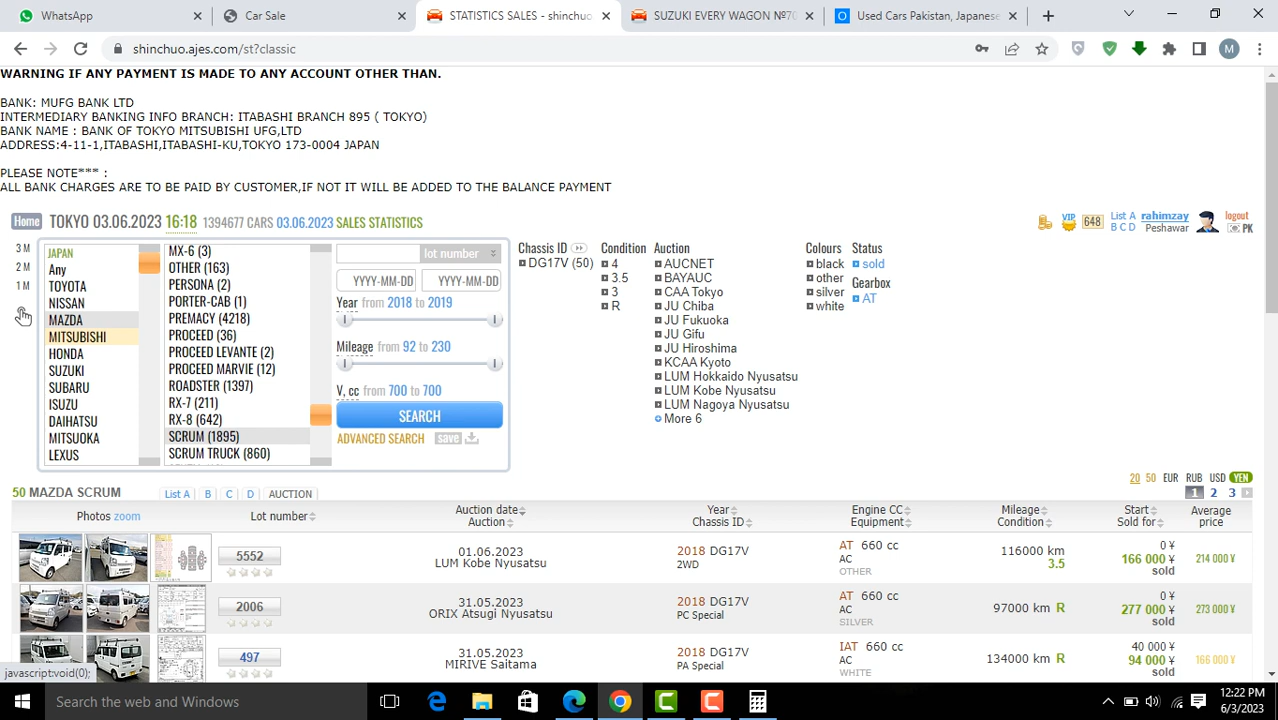 WhatsApp
Car Sale
STATISTICS SALES - shinchuo
SUZUKI EVERY WAGON №70
Used Cars Pakistan, Japanese
shinchuo.ajes.com/st?classic
M
WARNING IF ANY PAYMENT IS MADE TO ANY ACCOUNT OTHER THAN.
BANK: MUFG BANK LTD
INTERMEDIARY BANKING INFO BRANCH: ITABASHI BRANCH 895 ( TOKYO)
BANK NAME : BANK OF TOKYO MITSUBISHI UFG,LTD
ADDRESS:4-11-1,ITABASHI,ITABASHI-KU,TOKYO 173-0004 JAPAN
PLEASE NOTE*** :
ALL BANK CHARGES ARE TO BE PAID BY CUSTOMER,IF NOT IT WILL BE ADDED TO THE BALANCE PAYMENT
Home TOKYO 03.06.2023 16:18 1394677 CARS 03.06.2023 SALES STATISTICS
VIP 648 List A rahimzay logout
B C D Peshawar PK
3 M
2 M
1 M
JAPAN
Any
TOYOTA
NISSAN
MAZDA
MITSUBISHI
HONDA
SUZUKI
SUBARU
ISUZU
DAIHATSU
MITSUOKA
LEXUS
MX-6 (3)
OTHER (163)
PERSONA (2)
PORTER-CAB (1)
PREMACY (4218)
PROCEED (36)
PROCEED LEVANTE (2)
PROCEED MARVIE (12)
ROADSTER (1397)
RX-7 (211)
RX-8 (642)
SCRUM (1895)
SCRUM TRUCK (860)
lot number
YYYY-MM-DD YYYY-MM-DD
Year from 2018 to 2019
Mileage from 92 to 230
V, cc from 700 to 700
SEARCH
ADVANCED SEARCH save
Chassis ID
DG17V (50)
Condition
4
3.5
3
R
Auction
AUCNET
BAYAUC
CAA Tokyo
JU Chiba
JU Fukuoka
JU Gifu
JU Hiroshima
KCAA Kyoto
LUM Hokkaido Nyusatsu
LUM Kobe Nyusatsu
LUM Nagoya Nyusatsu
More 6
Colours
black
other
silver
white
Status
sold
Gearbox
AT
20 50 EUR RUB USD YEN
50 MAZDA SCRUM List A B C D AUCTION 1 2 3
Photos zoom
Lot number
Auction date
Auction
Year
Chassis ID
Engine CC
Equipment
Mileage
Condition
Start
Sold for
Average
price
5552
01.06.2023
LUM Kobe Nyusatsu
2018 DG17V
2WD
AT 660 cc
AC
OTHER
116000 km
3.5
0 ¥
166 000 ¥
sold
214 000 ¥
2006
31.05.2023
ORIX Atsugi Nyusatsu
2018 DG17V
PC Special
AT 660 cc
AC
SILVER
97000 km R
0 ¥
277 000 ¥
sold
273 000 ¥
497
31.05.2023
MIRIVE Saitama
2018 DG17V
PA Special
IAT 660 cc
AC
WHITE
134000 km R
40 000 ¥
94 000 ¥
sold
166 000 ¥
javascript:void(0);
Search the web and Windows
12:22 PM
6/3/2023